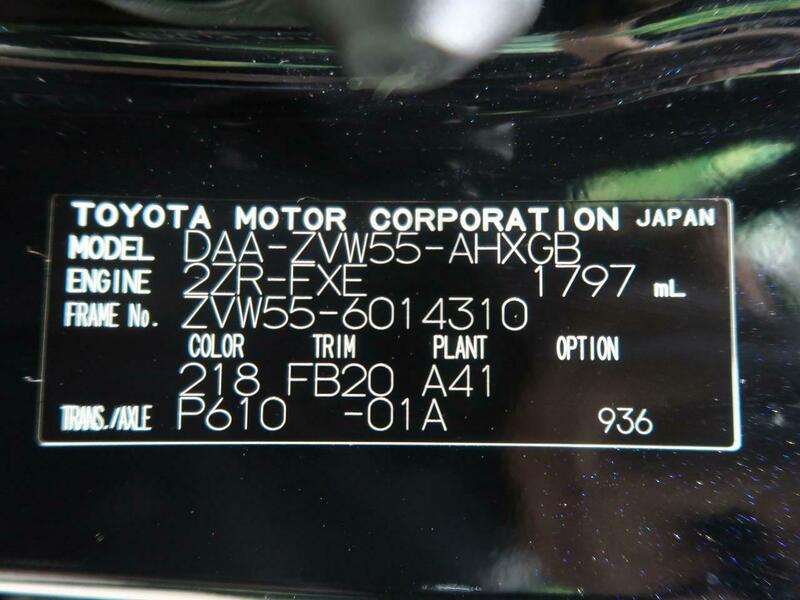 TOYOTA MOTOR CORPORATION JAPAN
MODEL DAA-ZVW55-AHXGB
ENGINE 2ZR-FXE 1797 mL
FRAME No. ZVW55-6014310
COLOR TRIM PLANT OPTION
218 FB20 A41
TRANS./AXLE P610 -01A 936